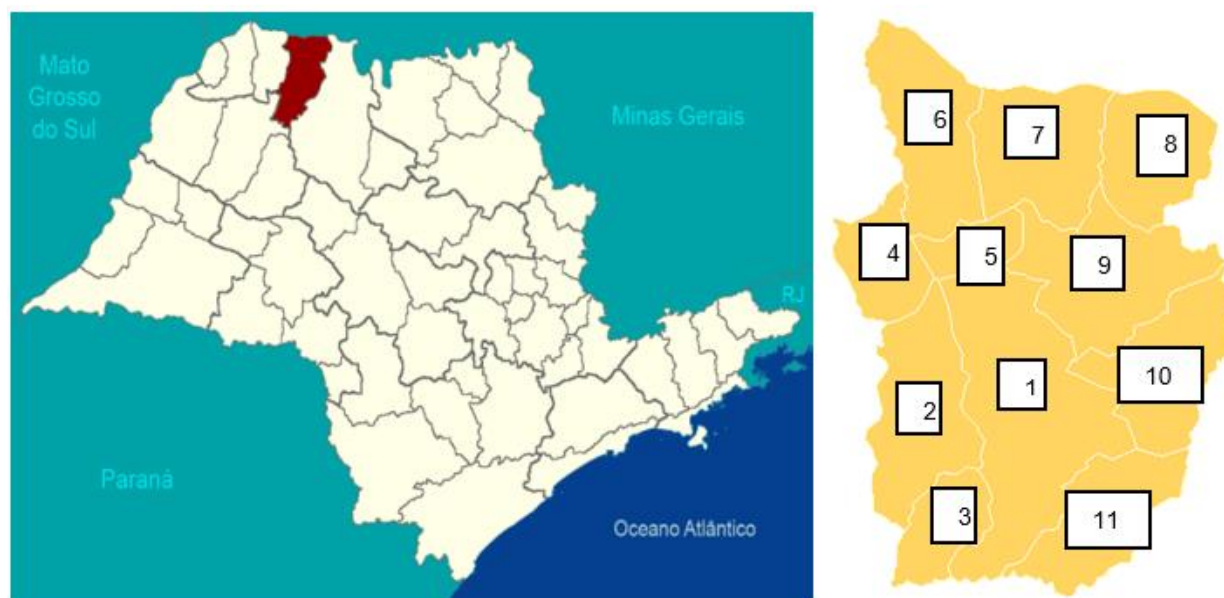 Mato
Grosso
do Sul
Minas Gerais
RJ
Paraná
Oceano Atlântico
6
7
8
4
5
9
10
1
2
3
11